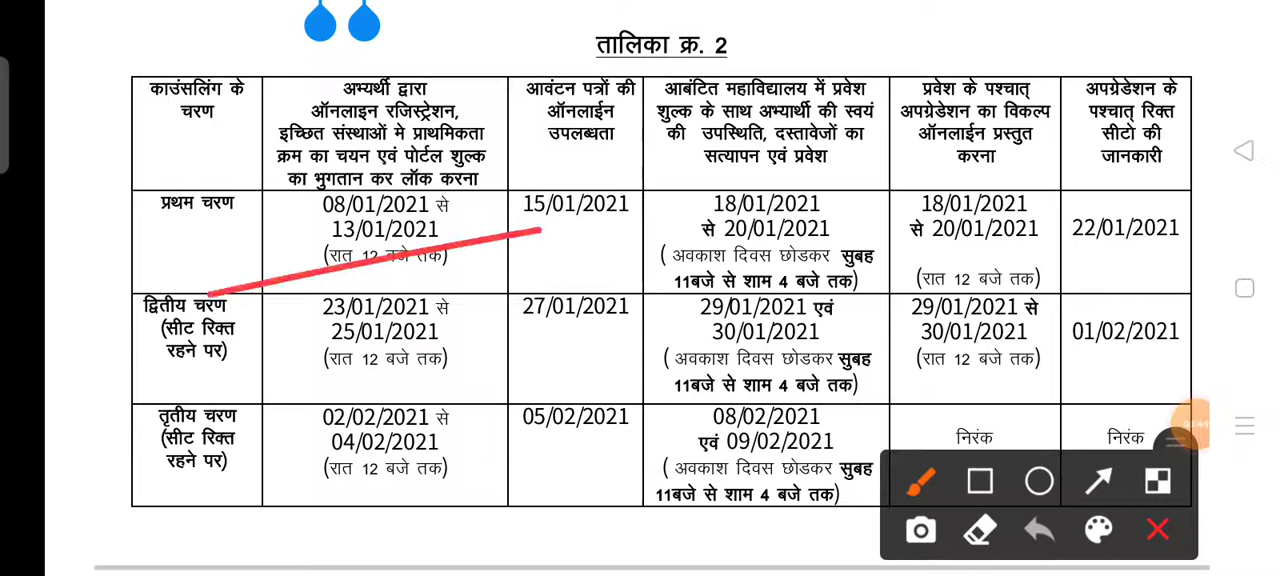 तालिका क्र. 2
काउंसलिंग के
चरण
अभ्यर्थी द्वारा
ऑनलाइन रजिस्ट्रेशन,
इच्छित संस्थाओं मे प्राथमिकता
क्रम का चयन एवं पोर्टल शुल्क
का भुगतान कर लॉक करना
आवंटन पत्रों की
ऑनलाईन
उपलब्धता
आबंटित महाविद्यालय में प्रवेश
शुल्क के साथ अभ्यार्थी की स्वयं
की उपस्थिति, दस्तावेजों का
सत्यापन एवं प्रवेश
प्रवेश के पश्चात्
अपग्रेडेशन का विकल्प
ऑनलाईन प्रस्तुत
करना
अपग्रेडेशन के
पश्चात् रिक्त
सीटो की
जानकारी
प्रथम चरण
08/01/2021 से
13/01/2021
(रात 12 बजे तक)
15/01/2021
18/01/2021
से 20/01/2021
( अवकाश दिवस छोडकर सुबह
11बजे से शाम 4 बजे तक)
18/01/2021
से 20/01/2021
(रात 12 बजे तक)
22/01/2021
द्वितीय चरण
(सीट रिक्त
रहने पर)
23/01/2021 से
25/01/2021
(रात 12 बजे तक)
27/01/2021
29/01/2021 एवं
30/01/2021
( अवकाश दिवस छोडकर सुबह
11बजे से शाम 4 बजे तक)
29/01/2021 से
30/01/2021
(रात 12 बजे तक)
01/02/2021
तृतीय चरण
(सीट रिक्त
रहने पर)
02/02/2021 से
04/02/2021
(रात 12 बजे तक)
05/02/2021
08/02/2021
एवं 09/02/2021
( अवकाश दिवस छोडकर सुबह
11बजे से शाम 4 बजे तक)
निरंक
निरंक